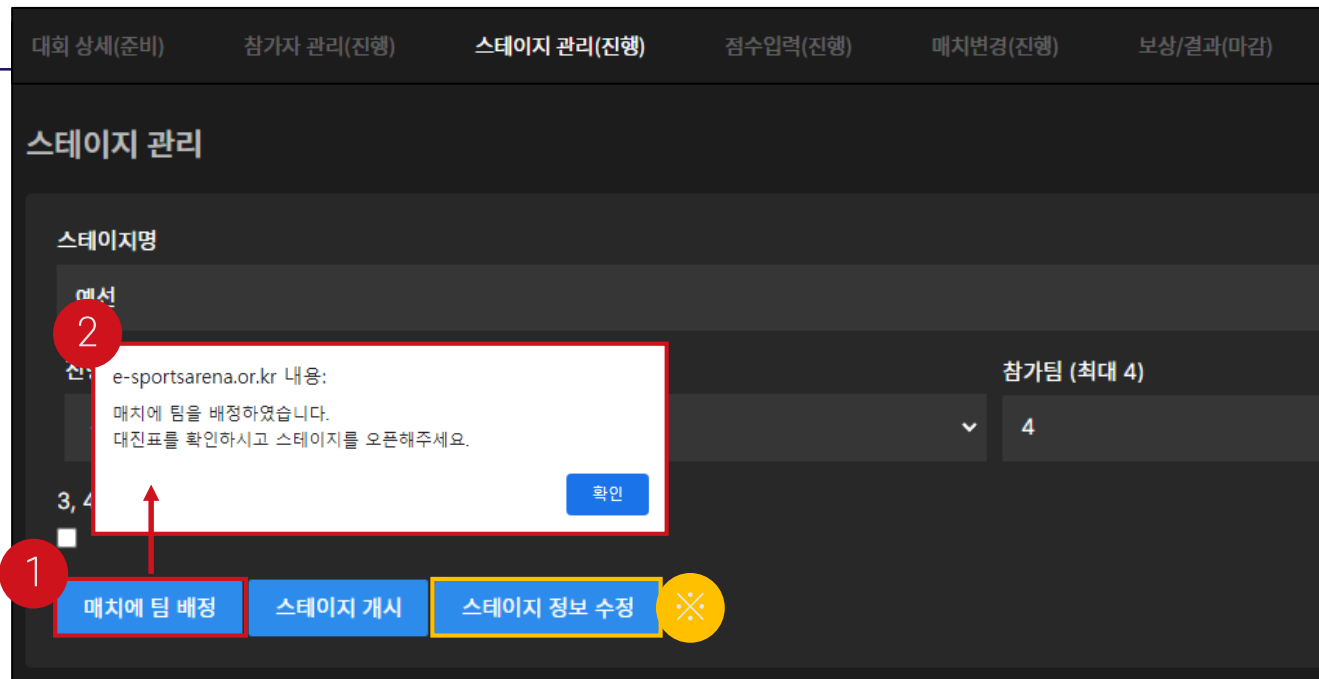 대회 상세(준비) 참가자 관리(진행) 스테이지 관리(진행) 점수입력(진행) 매치변경(진행) 보상/결과(마감)
스테이지 관리
스테이지명
예선
2
참가팀 (최대 4)
e-sportsarena.or.kr 내용:
매치에 팀을 배정하였습니다.
대진표를 확인하시고 스테이지를 오픈해주세요.
4
확인
3, 4
1
매치에 팀 배정 스테이지 개시 스테이지 정보 수정 ※